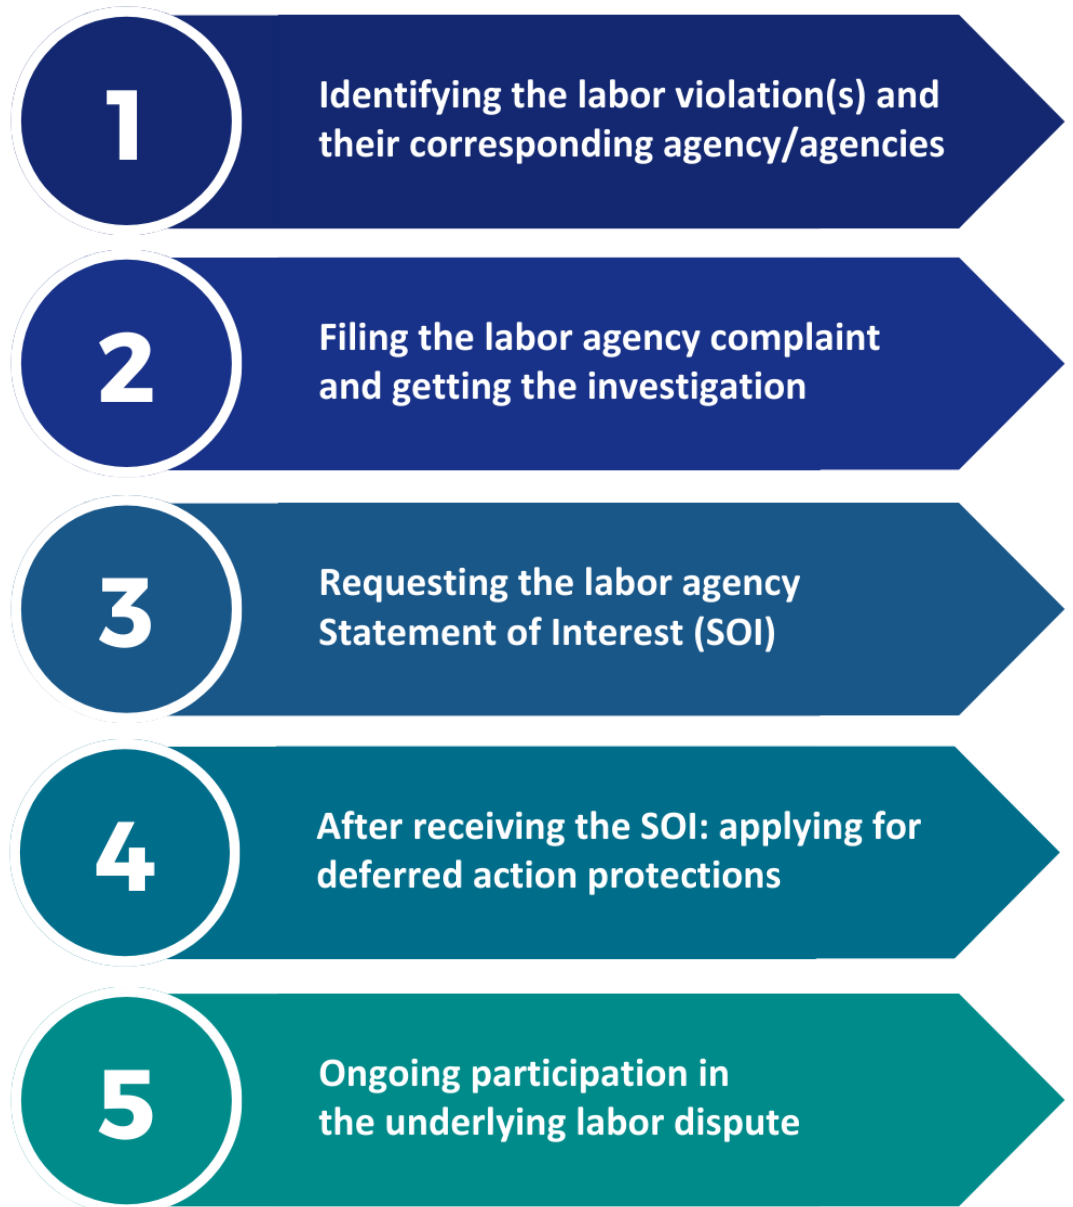 1
Identifying the labor violation(s) and
their corresponding agency/agencies
2
Filing the labor agency complaint
and getting the investigation
3
Requesting the labor agency
Statement of Interest (SOI)
4
After receiving the SOI: applying for
deferred action protections
5
Ongoing participation in
the underlying labor dispute